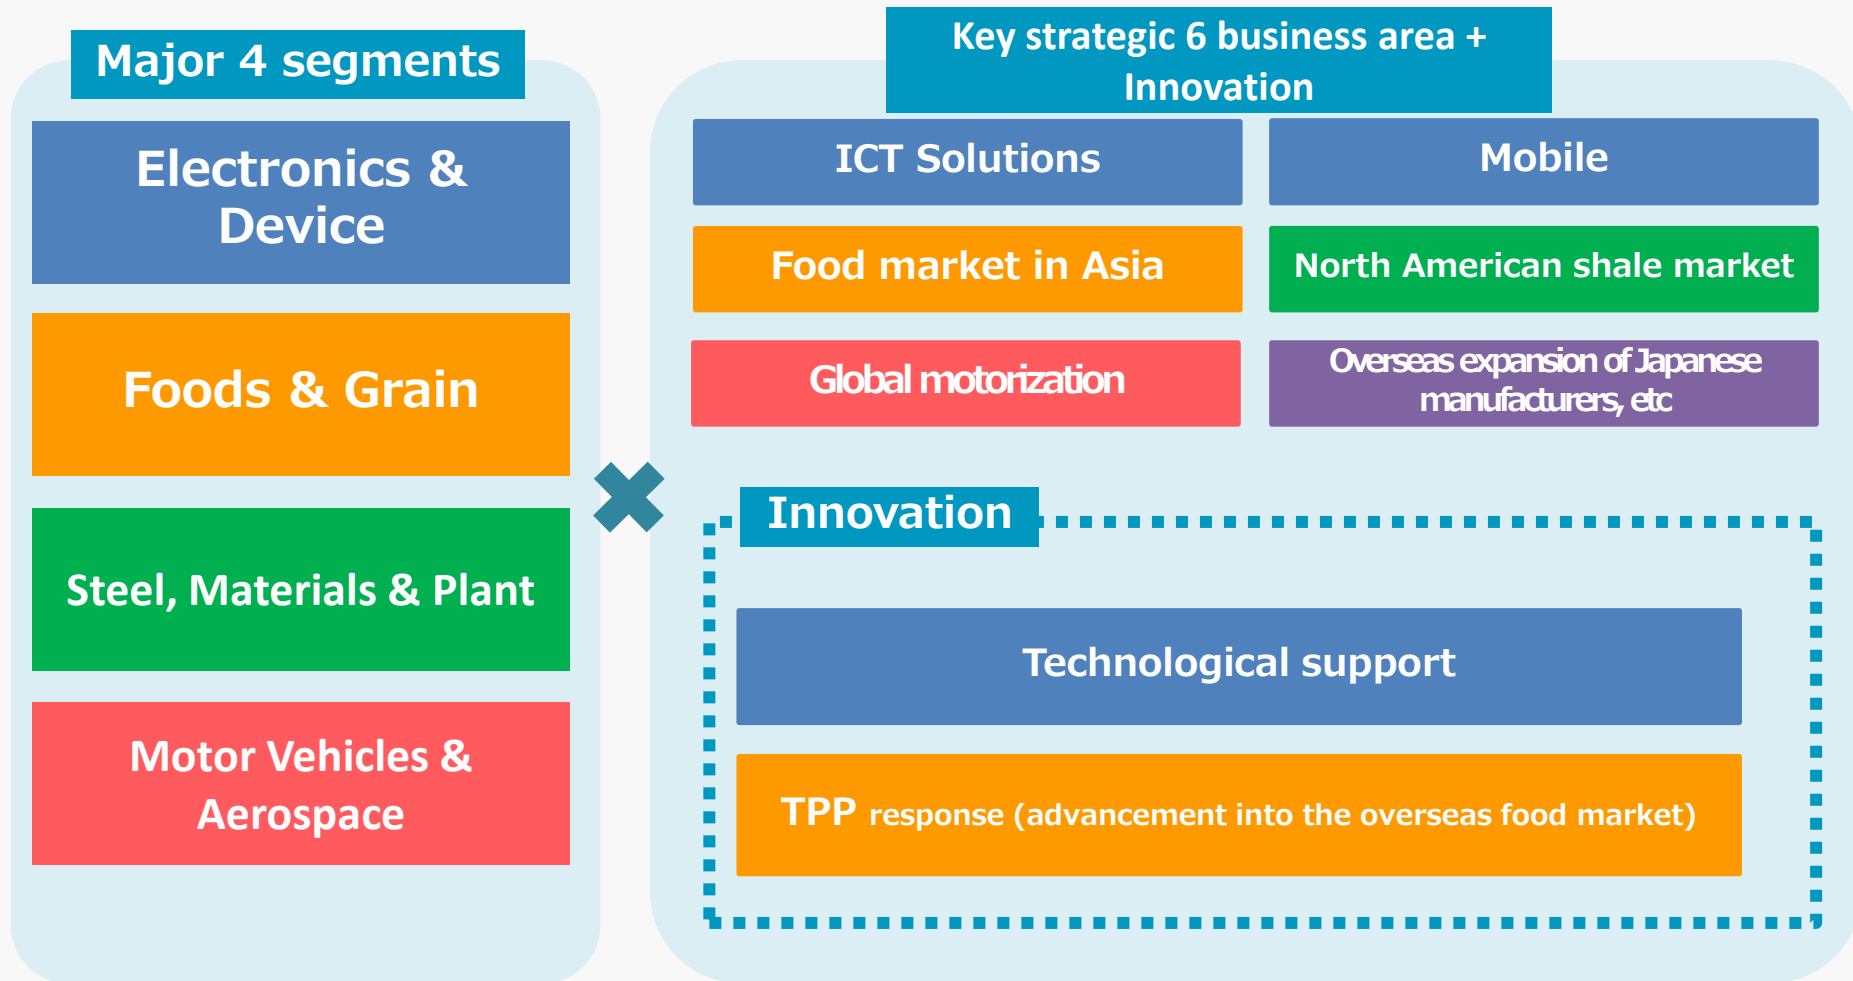 Major 4 segments
Electronics &
Device
Foods & Grain
Steel, Materials & Plant
Motor Vehicles &
Aerospace
Key strategic 6 business area +
Innovation
ICT Solutions
Mobile
Food market in Asia
North American shale market
Global motorization
Overseas expansion of Japanese
manufacturers, etc
Innovation
Technological support
TPP response (advancement into the overseas food market)